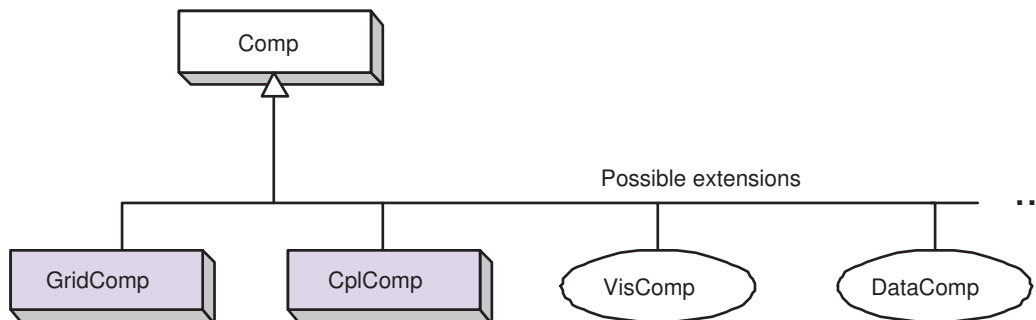 Comp
Possible extensions
..
GridComp
CplComp
VisComp
DataComp